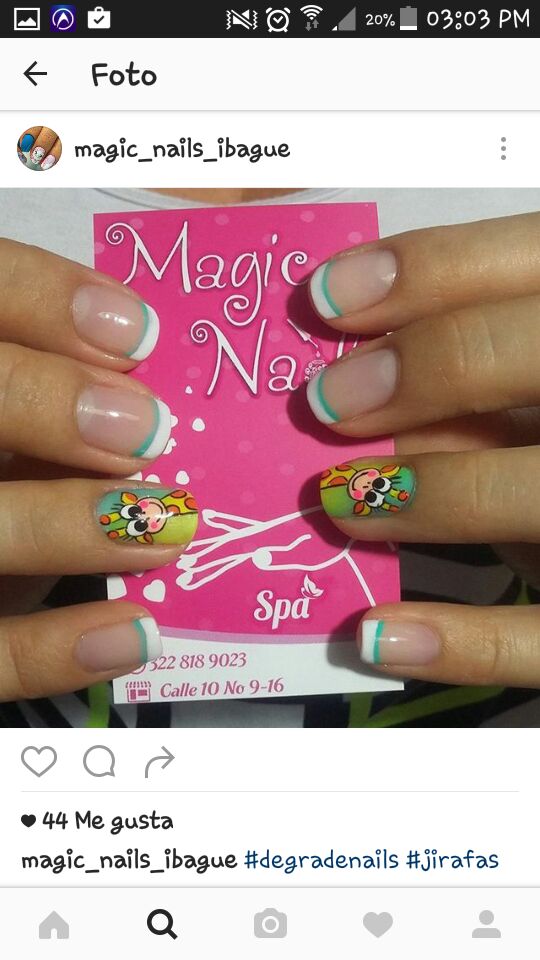 20% 03:03 PM
Foto
magic_nails_ibague
Magic
Spa
322 818 9023
Calle 10 No 9-16
44 Me gusta
magic_nails_ibague #degradenails #jirafas